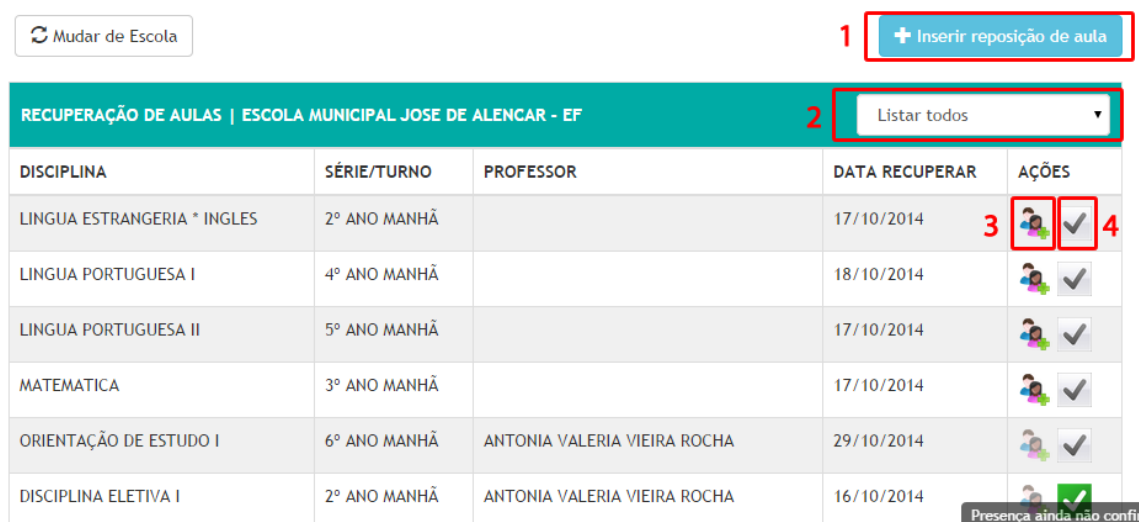 Mudar de Escola
1
Inserir reposição de aula
RECUPERAÇÃO DE AULAS | ESCOLA MUNICIPAL JOSE DE ALENCAR - EF
2
Listar todos
DISCIPLINA SÉRIE/TURNO PROFESSOR DATA RECUPERAR AÇÕES
LINGUA ESTRANGERIA * INGLES 2º ANO MANHÃ 17/10/2014 3 4
LINGUA PORTUGUESA I 4º ANO MANHÃ 18/10/2014
LINGUA PORTUGUESA II 5º ANO MANHÃ 17/10/2014
MATEMATICA 3º ANO MANHÃ 17/10/2014
ORIENTAÇÃO DE ESTUDO I 6º ANO MANHÃ ANTONIA VALERIA VIEIRA ROCHA 29/10/2014
DISCIPLINA ELETIVA I 2º ANO MANHÃ ANTONIA VALERIA VIEIRA ROCHA 16/10/2014
Presença ainda não confi